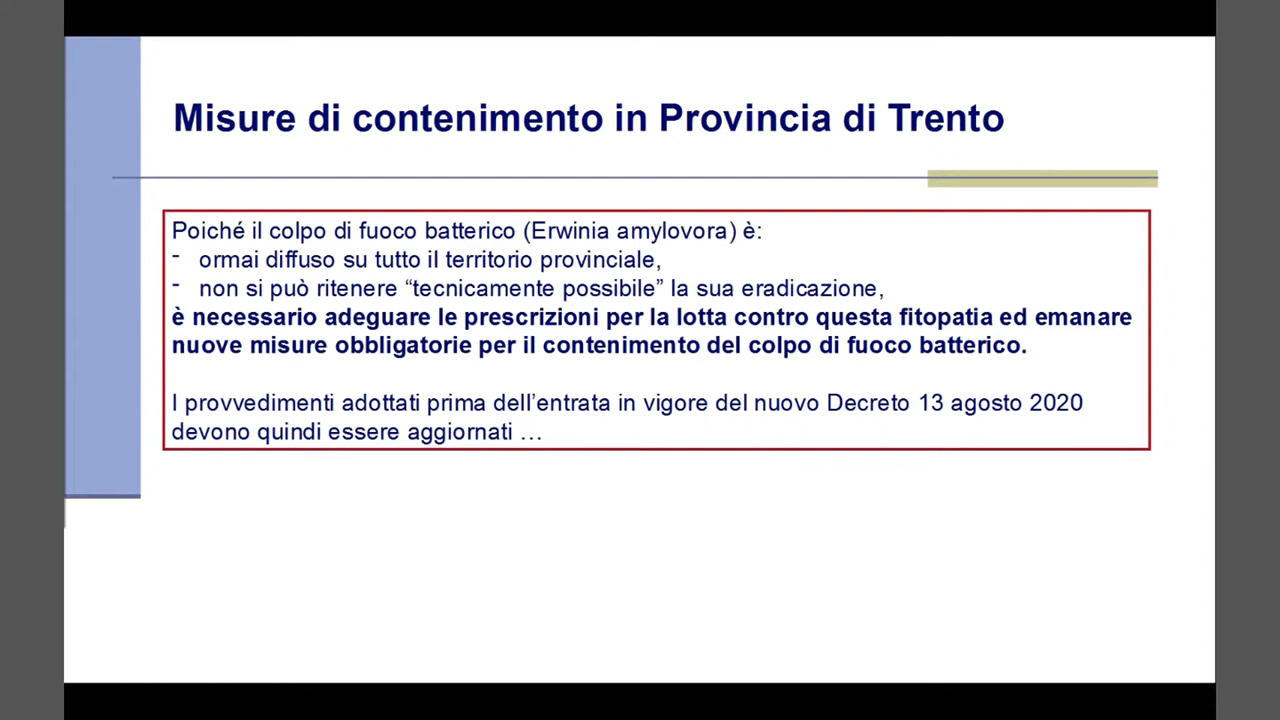 Misure di contenimento in Provincia di Trento
Poiché il colpo di fuoco batterico (Erwinia amylovora) è:
- ormai diffuso su tutto il territorio provinciale,
- non si può ritenere “tecnicamente possibile” la sua eradicazione,
è necessario adeguare le prescrizioni per la lotta contro questa fitopatia ed emanare
nuove misure obbligatorie per il contenimento del colpo di fuoco batterico.
I provvedimenti adottati prima dell’entrata in vigore del nuovo Decreto 13 agosto 2020
devono quindi essere aggiornati …